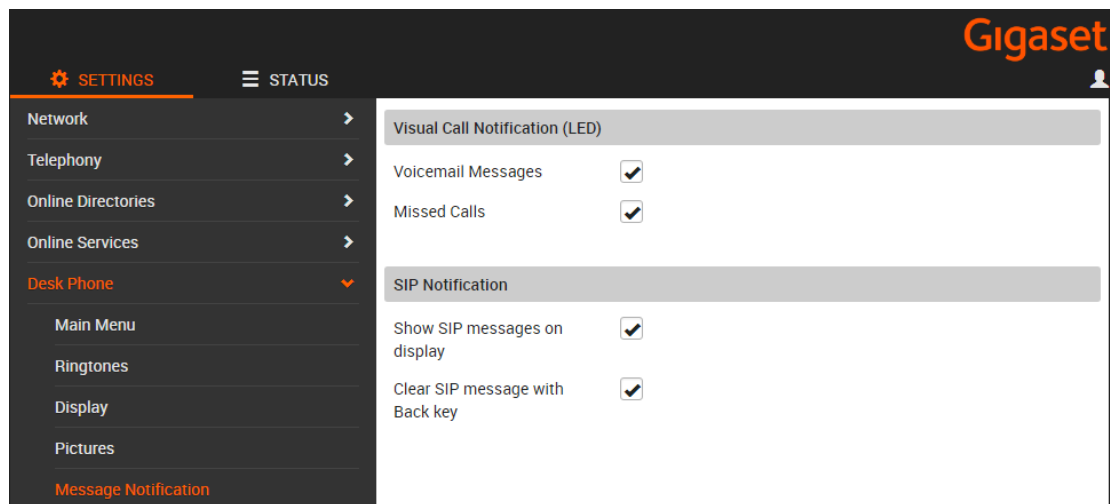 Gigaset
SETTINGS
STATUS
Network
Telephony
Online Directories
Online Services
Desk Phone
Main Menu
Ringtones
Display
Pictures
Message Notification
Visual Call Notification (LED)
Voicemail Messages
Missed Calls
SIP Notification
Show SIP messages on
display
Clear SIP message with
Back key